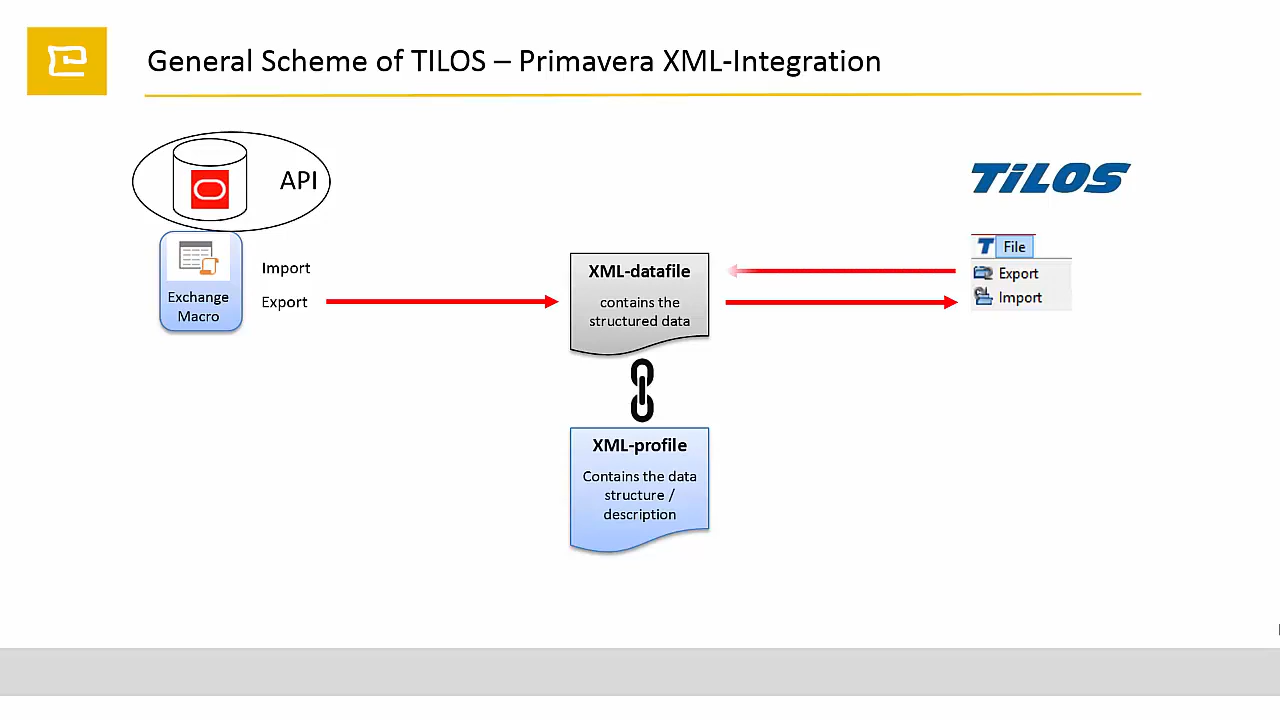 General Scheme of TILOS – Primavera XML-Integration
API
TiLOS
Exchange
Macro
Import
Export
XML-datafile
contains the
structured data
T File
Export
Import
XML-profile
Contains the data
structure /
description